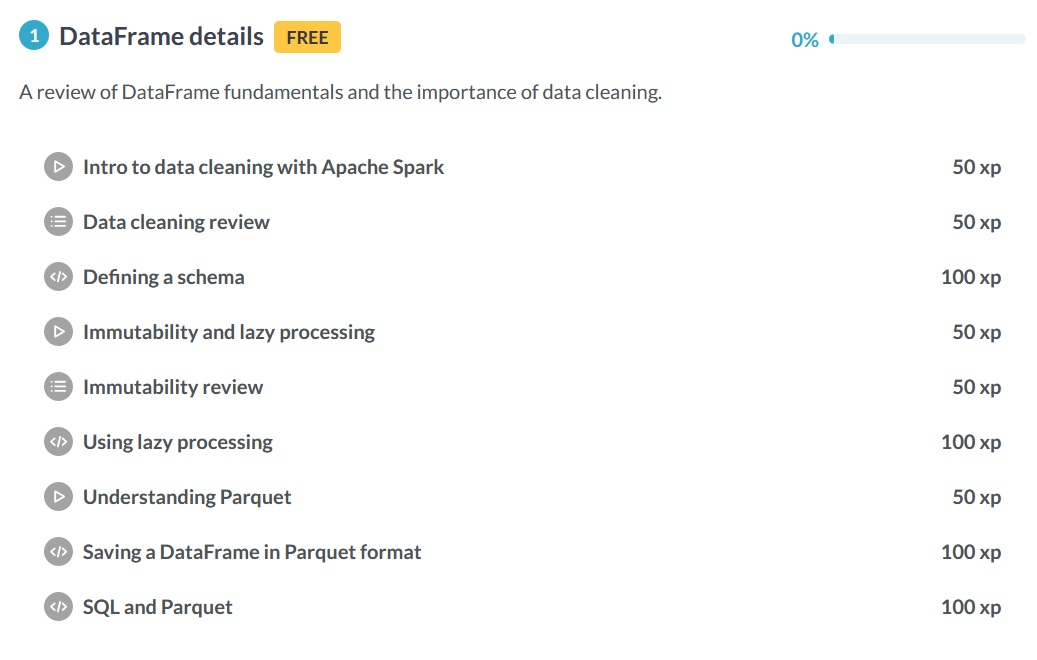 1 DataFrame details FREE 0%
A review of DataFrame fundamentals and the importance of data cleaning.
Intro to data cleaning with Apache Spark 50 xp
Data cleaning review 50 xp
Defining a schema 100 xp
Immutability and lazy processing 50 xp
Immutability review 50 xp
Using lazy processing 100 xp
Understanding Parquet 50 xp
Saving a DataFrame in Parquet format 100 xp
SQL and Parquet 100 xp